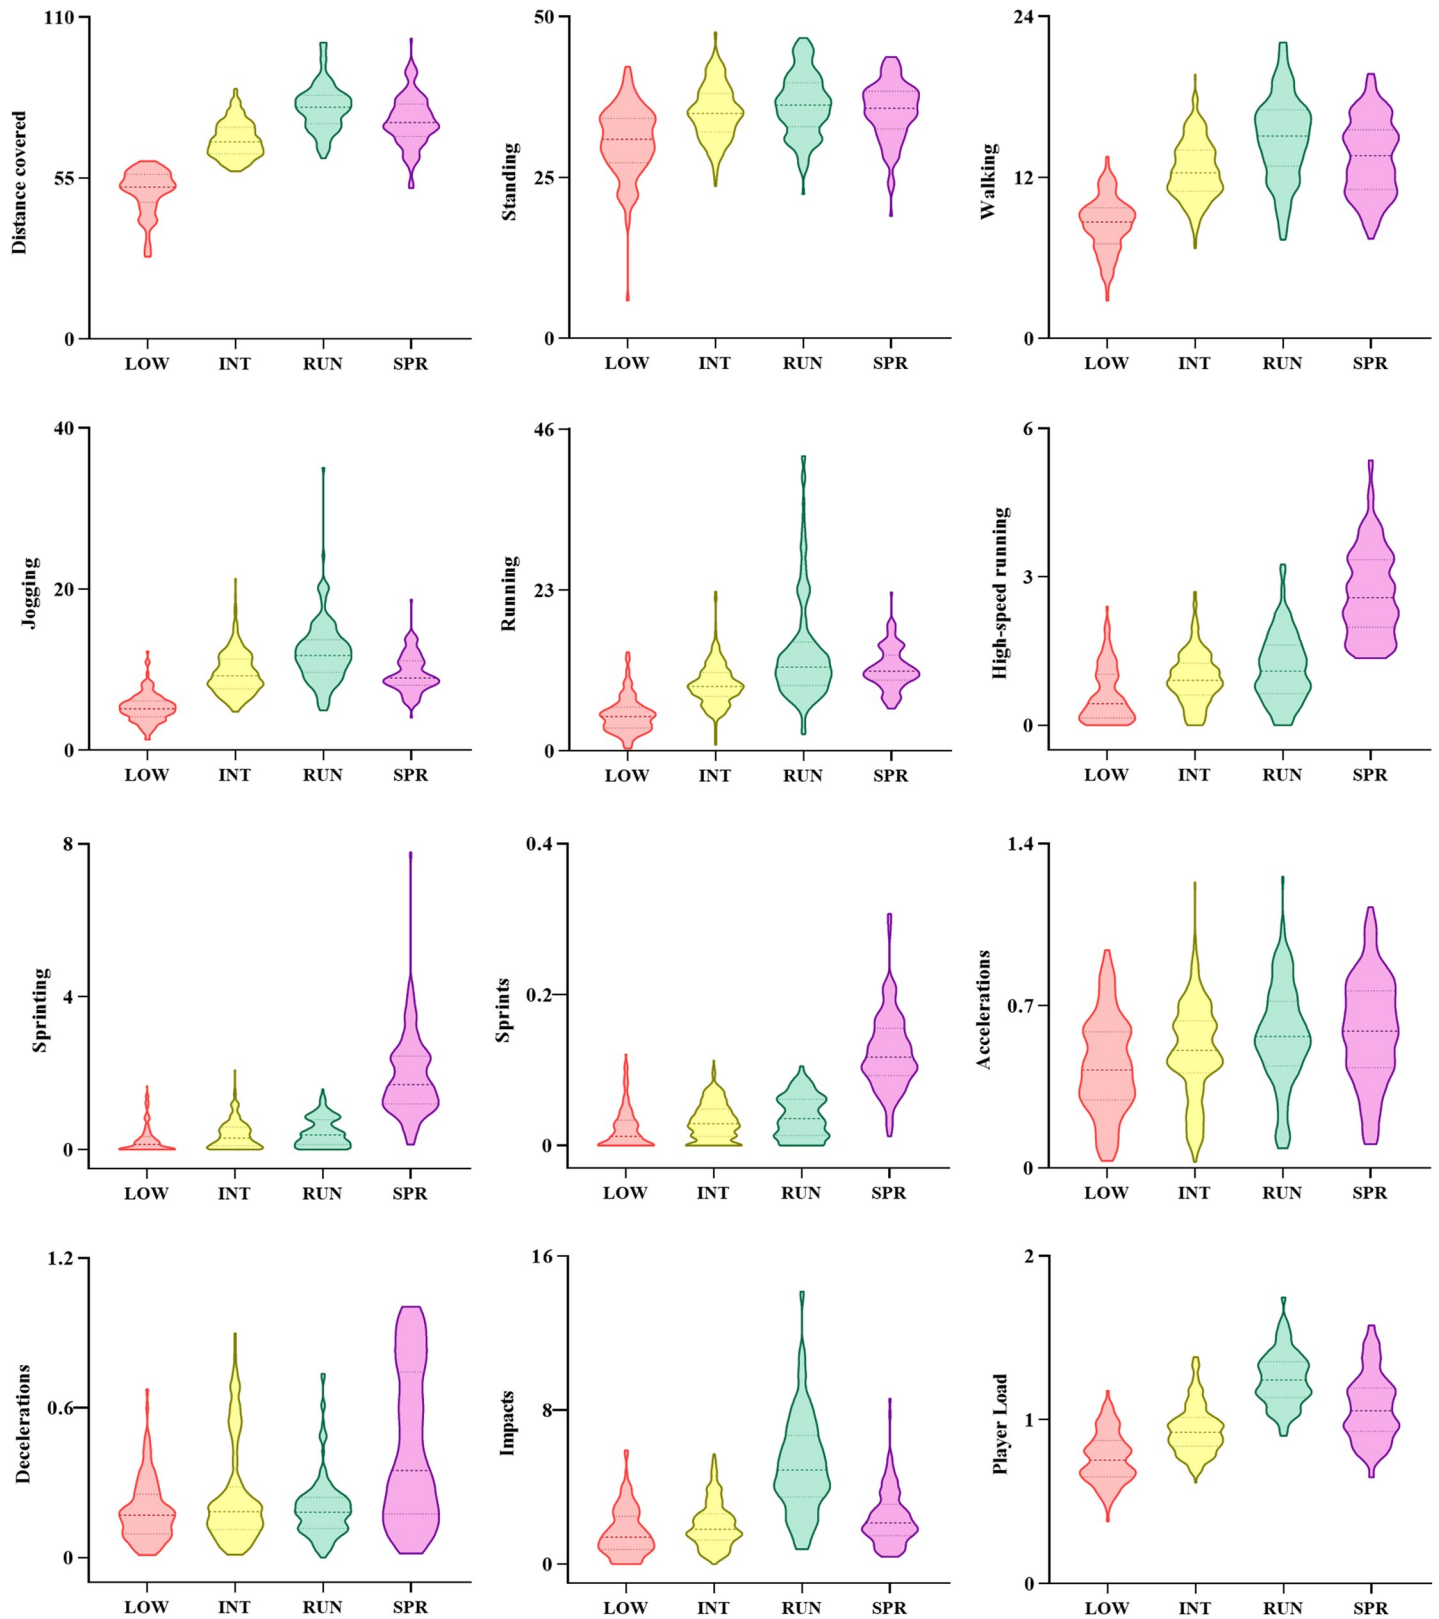 Distance covered
110
55
0
LOW INT RUN SPR
Standing
50
25
0
LOW INT RUN SPR
Walking
24
12
0
LOW INT RUN SPR
Jogging
40
20
0
LOW INT RUN SPR
Running
46
23
0
LOW INT RUN SPR
High-speed running
6
3
0
LOW INT RUN SPR
Sprinting
8
4
0
LOW INT RUN SPR
Sprints
0.4
0.2
0
LOW INT RUN SPR
Accelerations
1.4
0.7
0
LOW INT RUN SPR
Decelerations
1.2
0.6
0
LOW INT RUN SPR
Impacts
16
8
0
LOW INT RUN SPR
Player Load
2
1
0
LOW INT RUN SPR